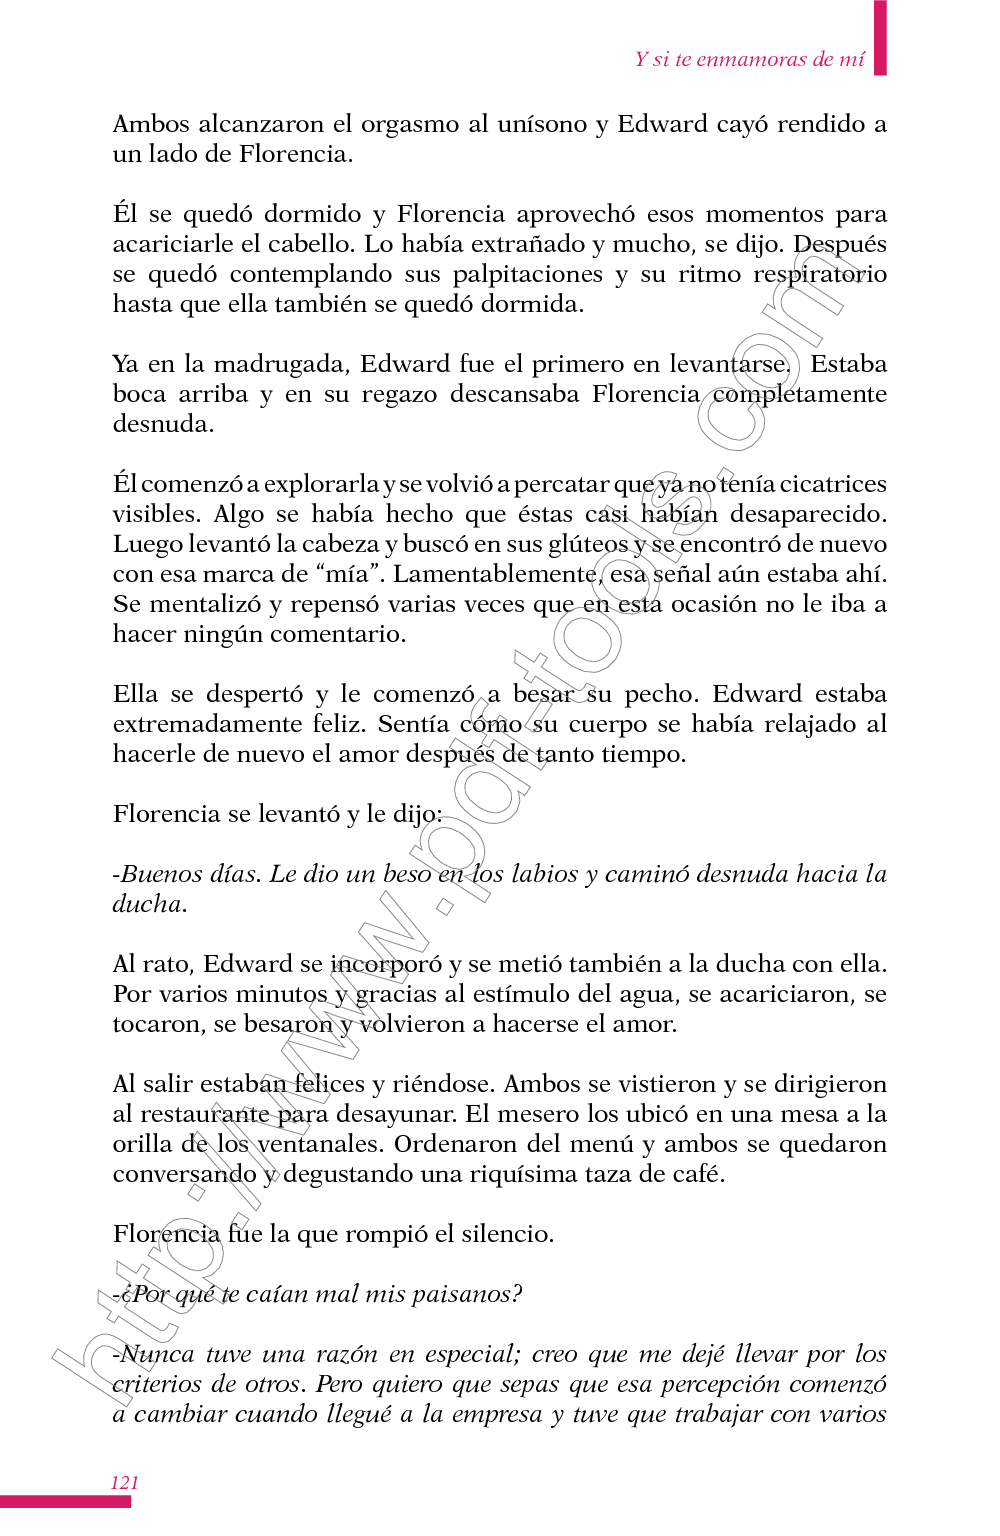 Y si te enmamoras de mí
Ambos alcanzaron el orgasmo al unísono y Edward cayó rendido a
un lado de Florencia.
Él se quedó dormido y Florencia aprovechó esos momentos para
acariciarle el cabello. Lo había extrañado y mucho, se dijo. Después
se quedó contemplando sus palpitaciones y su ritmo respiratorio
hasta que ella también se quedó dormida.
Ya en la madrugada, Edward fue el primero en levantarse. Estaba
boca arriba y en su regazo descansaba Florencia completamente
desnuda.
Él comenzó a explorarla y se volvió a percatar que ya no tenía cicatrices
visibles. Algo se había hecho que éstas casi habían desaparecido.
Luego levantó la cabeza y buscó en sus glúteos y se encontró de nuevo
con esa marca de “mía”. Lamentablemente, esa señal aún estaba ahí.
Se mentalizó y repensó varias veces que en esta ocasión no le iba a
hacer ningún comentario.
Ella se despertó y le comenzó a besar su pecho. Edward estaba
extremadamente feliz. Sentía cómo su cuerpo se había relajado al
hacerle de nuevo el amor después de tanto tiempo.
Florencia se levantó y le dijo:
-Buenos días. Le dio un beso en los labios y caminó desnuda hacia la
ducha.
Al rato, Edward se incorporó y se metió también a la ducha con ella.
Por varios minutos y gracias al estímulo del agua, se acariciaron, se
tocaron, se besaron y volvieron a hacerse el amor.
Al salir estaban felices y riéndose. Ambos se vistieron y se dirigieron
al restaurante para desayunar. El mesero los ubicó en una mesa a la
orilla de los ventanales. Ordenaron del menú y ambos se quedaron
conversando y degustando una riquísima taza de café.
Florencia fue la que rompió el silencio.
-¿Por qué te caían mal mis paisanos?
-Nunca tuve una razón en especial; creo que me dejé llevar por los
criterios de otros. Pero quiero que sepas que esa percepción comenzó
a cambiar cuando llegué a la empresa y tuve que trabajar con varios
121
http://www.pdf-tools.com